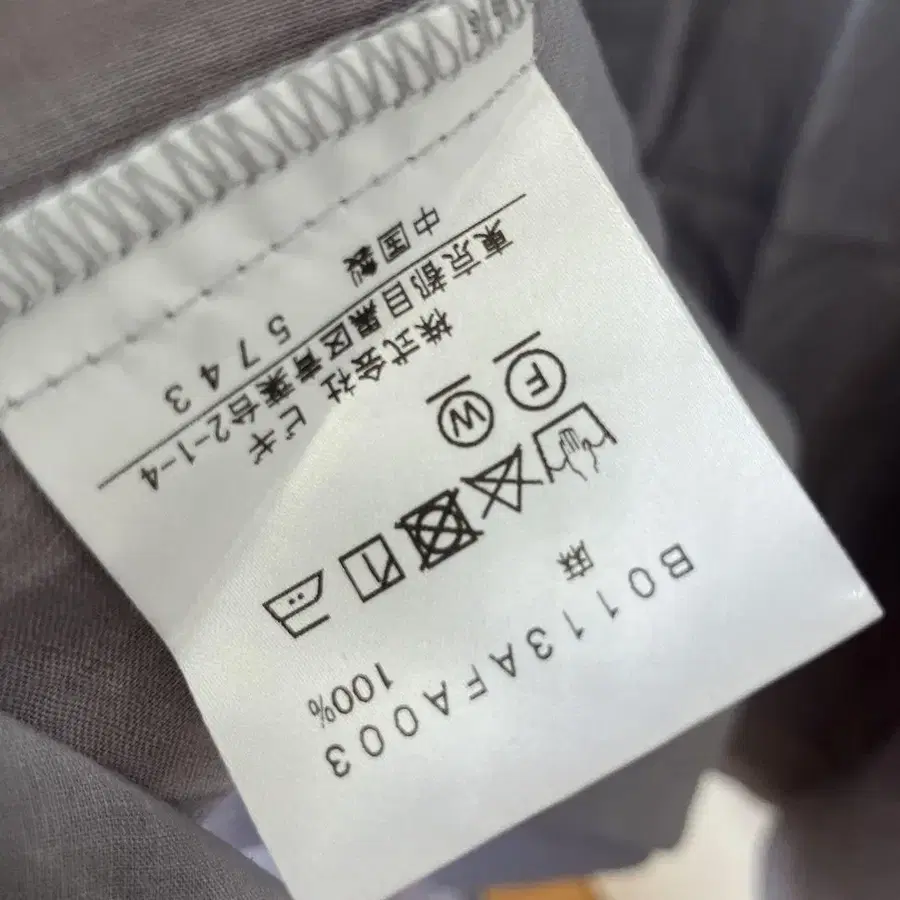 B0113AFA003
麻 100%
W F
株式会社 ビギ
東京都目黒区青葉台2-1-4
中国製 5743